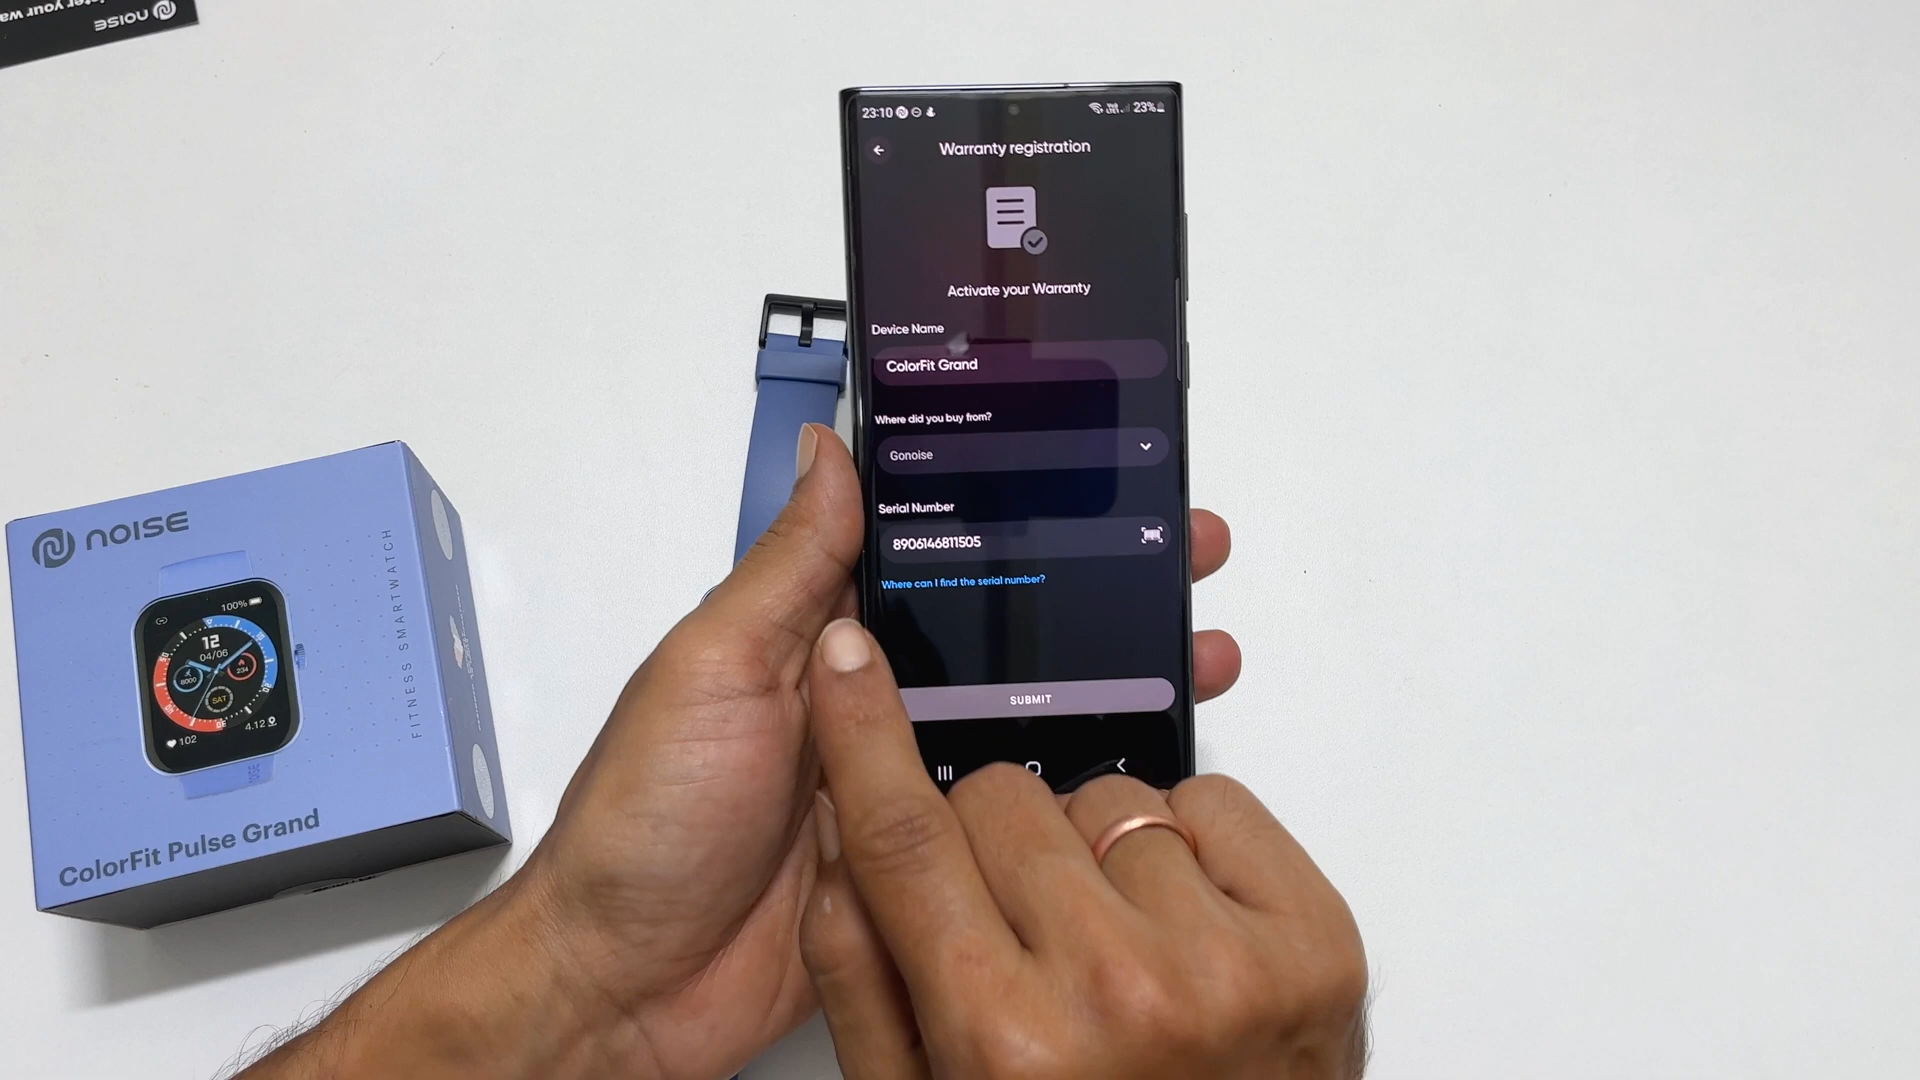 NOISE
23:10
23%
Warranty registration
Activate your Warranty
Device Name
ColorFit Grand
Where did you buy from?
Gonoise
Serial Number
8906146811505
Where can I find the serial number?
SUBMIT
NOISE
FITNESS SMARTWATCH
100%
12
04/06
8000
234
SAT
4.12
102
ColorFit Pulse Grand